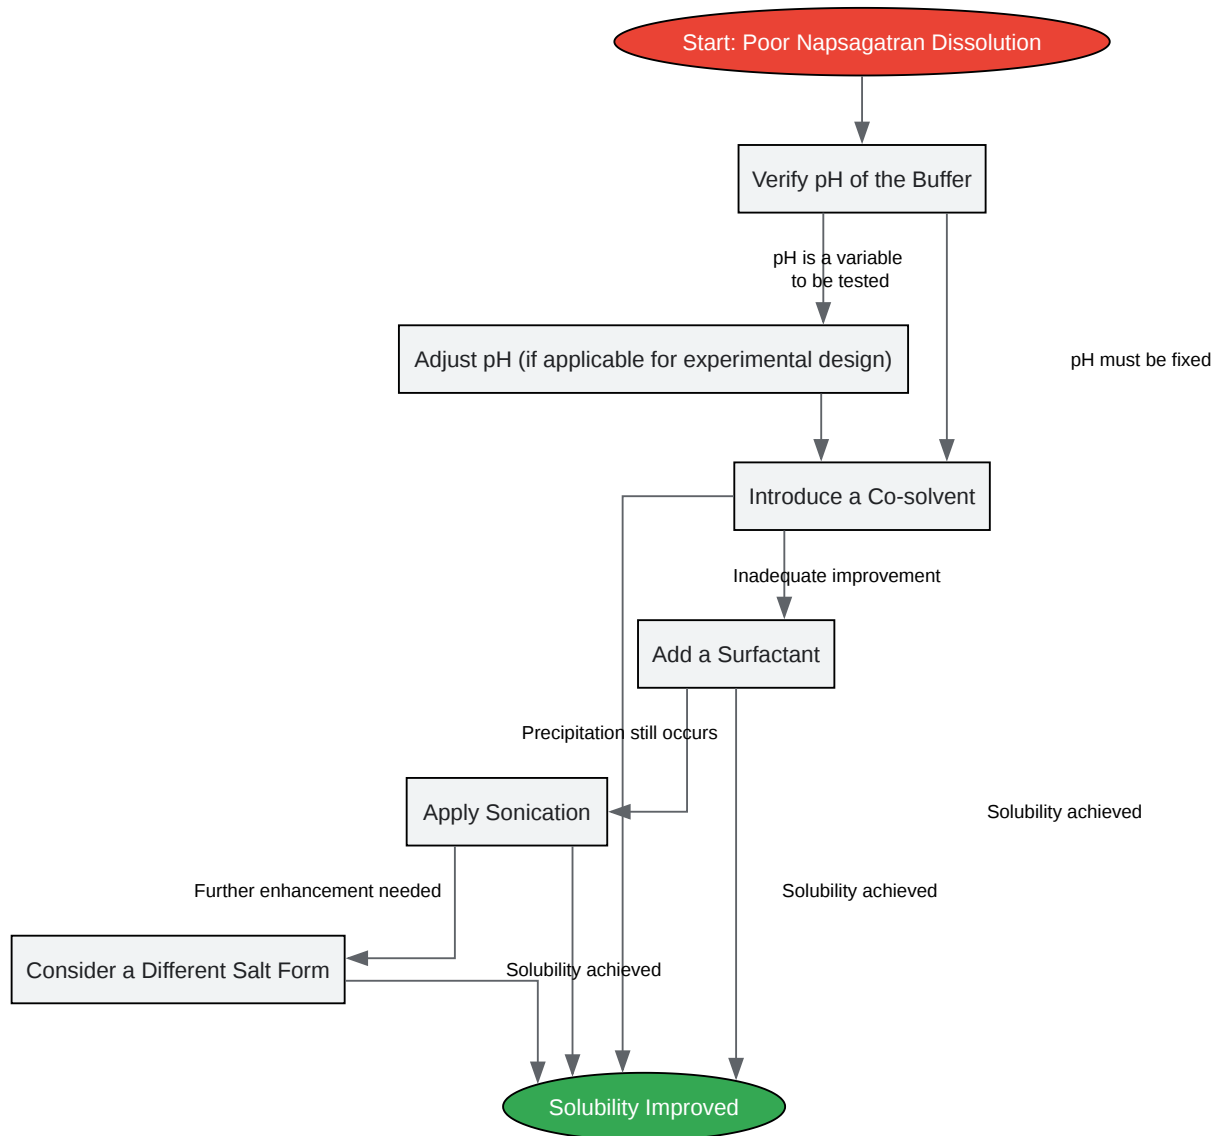 Start: Poor Napsagatran Dissolution
Verify pH of the Buffer
pH is a variable
to be tested
Adjust pH (if applicable for experimental design)
pH must be fixed
Introduce a Co-solvent
Inadequate improvement
Add a Surfactant
Precipitation still occurs
Apply Sonication
Solubility achieved
Further enhancement needed
Solubility achieved
Consider a Different Salt Form
Solubility achieved
Solubility Improved